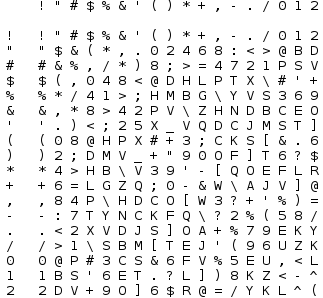 ! " # $ % & ' ( ) * + , - . / 0 1 2
! ! " # $ % & ' ( ) * + , - . / 0 1 2
" " $ & ( * , . 0 2 4 6 8 : < > @ B D
# # & % , / * ) 8 ; > = 4 7 2 1 P S V
$ $ ( , 0 4 8 < @ D H L P T X \ # ' +
% % * / 4 1 > ; H M B G \ Y V S 3 6 9
& & , * 8 > 4 2 P V \ Z H N D B C E O
' ' . ) < ; 2 5 X _ V Q D C J M S T ]
( ( 0 8 @ H P X # + 3 ; C K S [ & . 6
) ) 2 ; D M V _ + " 9 0 O F ] T 6 ? $
* * 4 > H B \ V 3 9 ' - [ Q O E F L R
+ + 6 = L G Z Q ; 0 - & W \ A J V ] @
, , 8 4 P \ H D C O [ W 3 ? + ' % ) =
- - : 7 T Y N C K F Q \ ? 2 % ( 5 8 /
. . < 2 X V D J S ] O A + % 7 9 E K Y
/ / > 1 \ S B M [ T E J ' ( 9 6 U Z K
0 0 @ P # 3 C S & 6 F V % 5 E U , < L
1 1 B S ' 6 E T . ? L ] ) 8 K Z < - ^
2 2 D V + 9 O ] 6 $ R @ = / Y K L ^ (